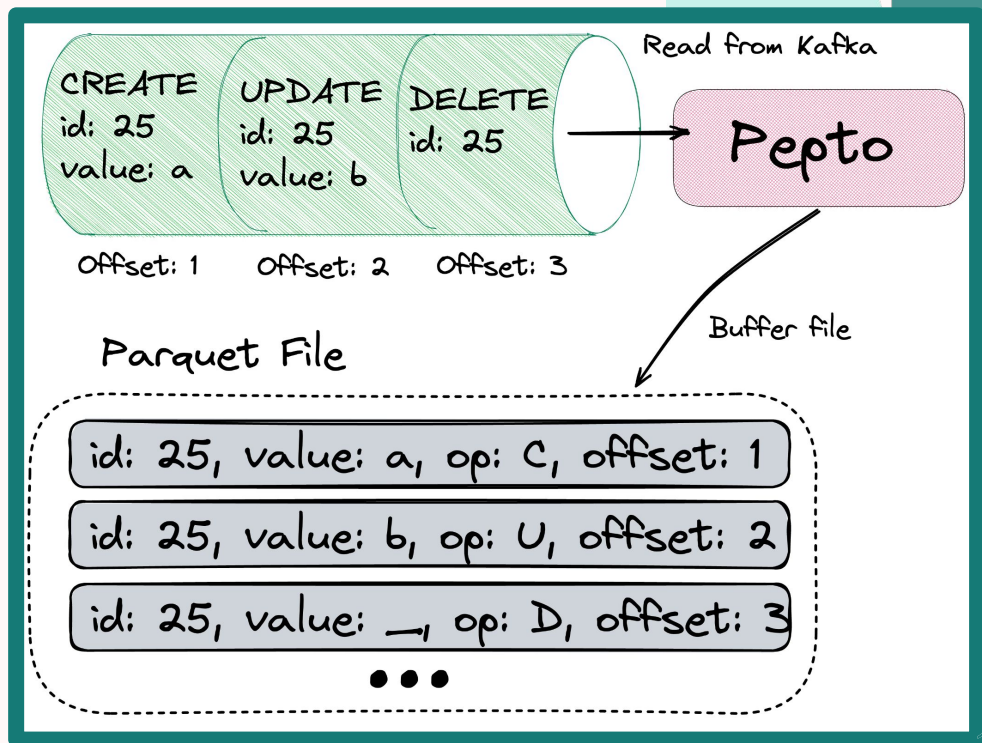 CREATE
id: 25
value: a
UPDATE
id: 25
value: b
DELETE
id: 25
Read from Kafka
Pepto
Offset: 1
Offset: 2
Offset: 3
Buffer file
Parquet File
id: 25, value: a, op: C, offset: 1
id: 25, value: b, op: U, offset: 2
id: 25, value: _, op: D, offset: 3
•••